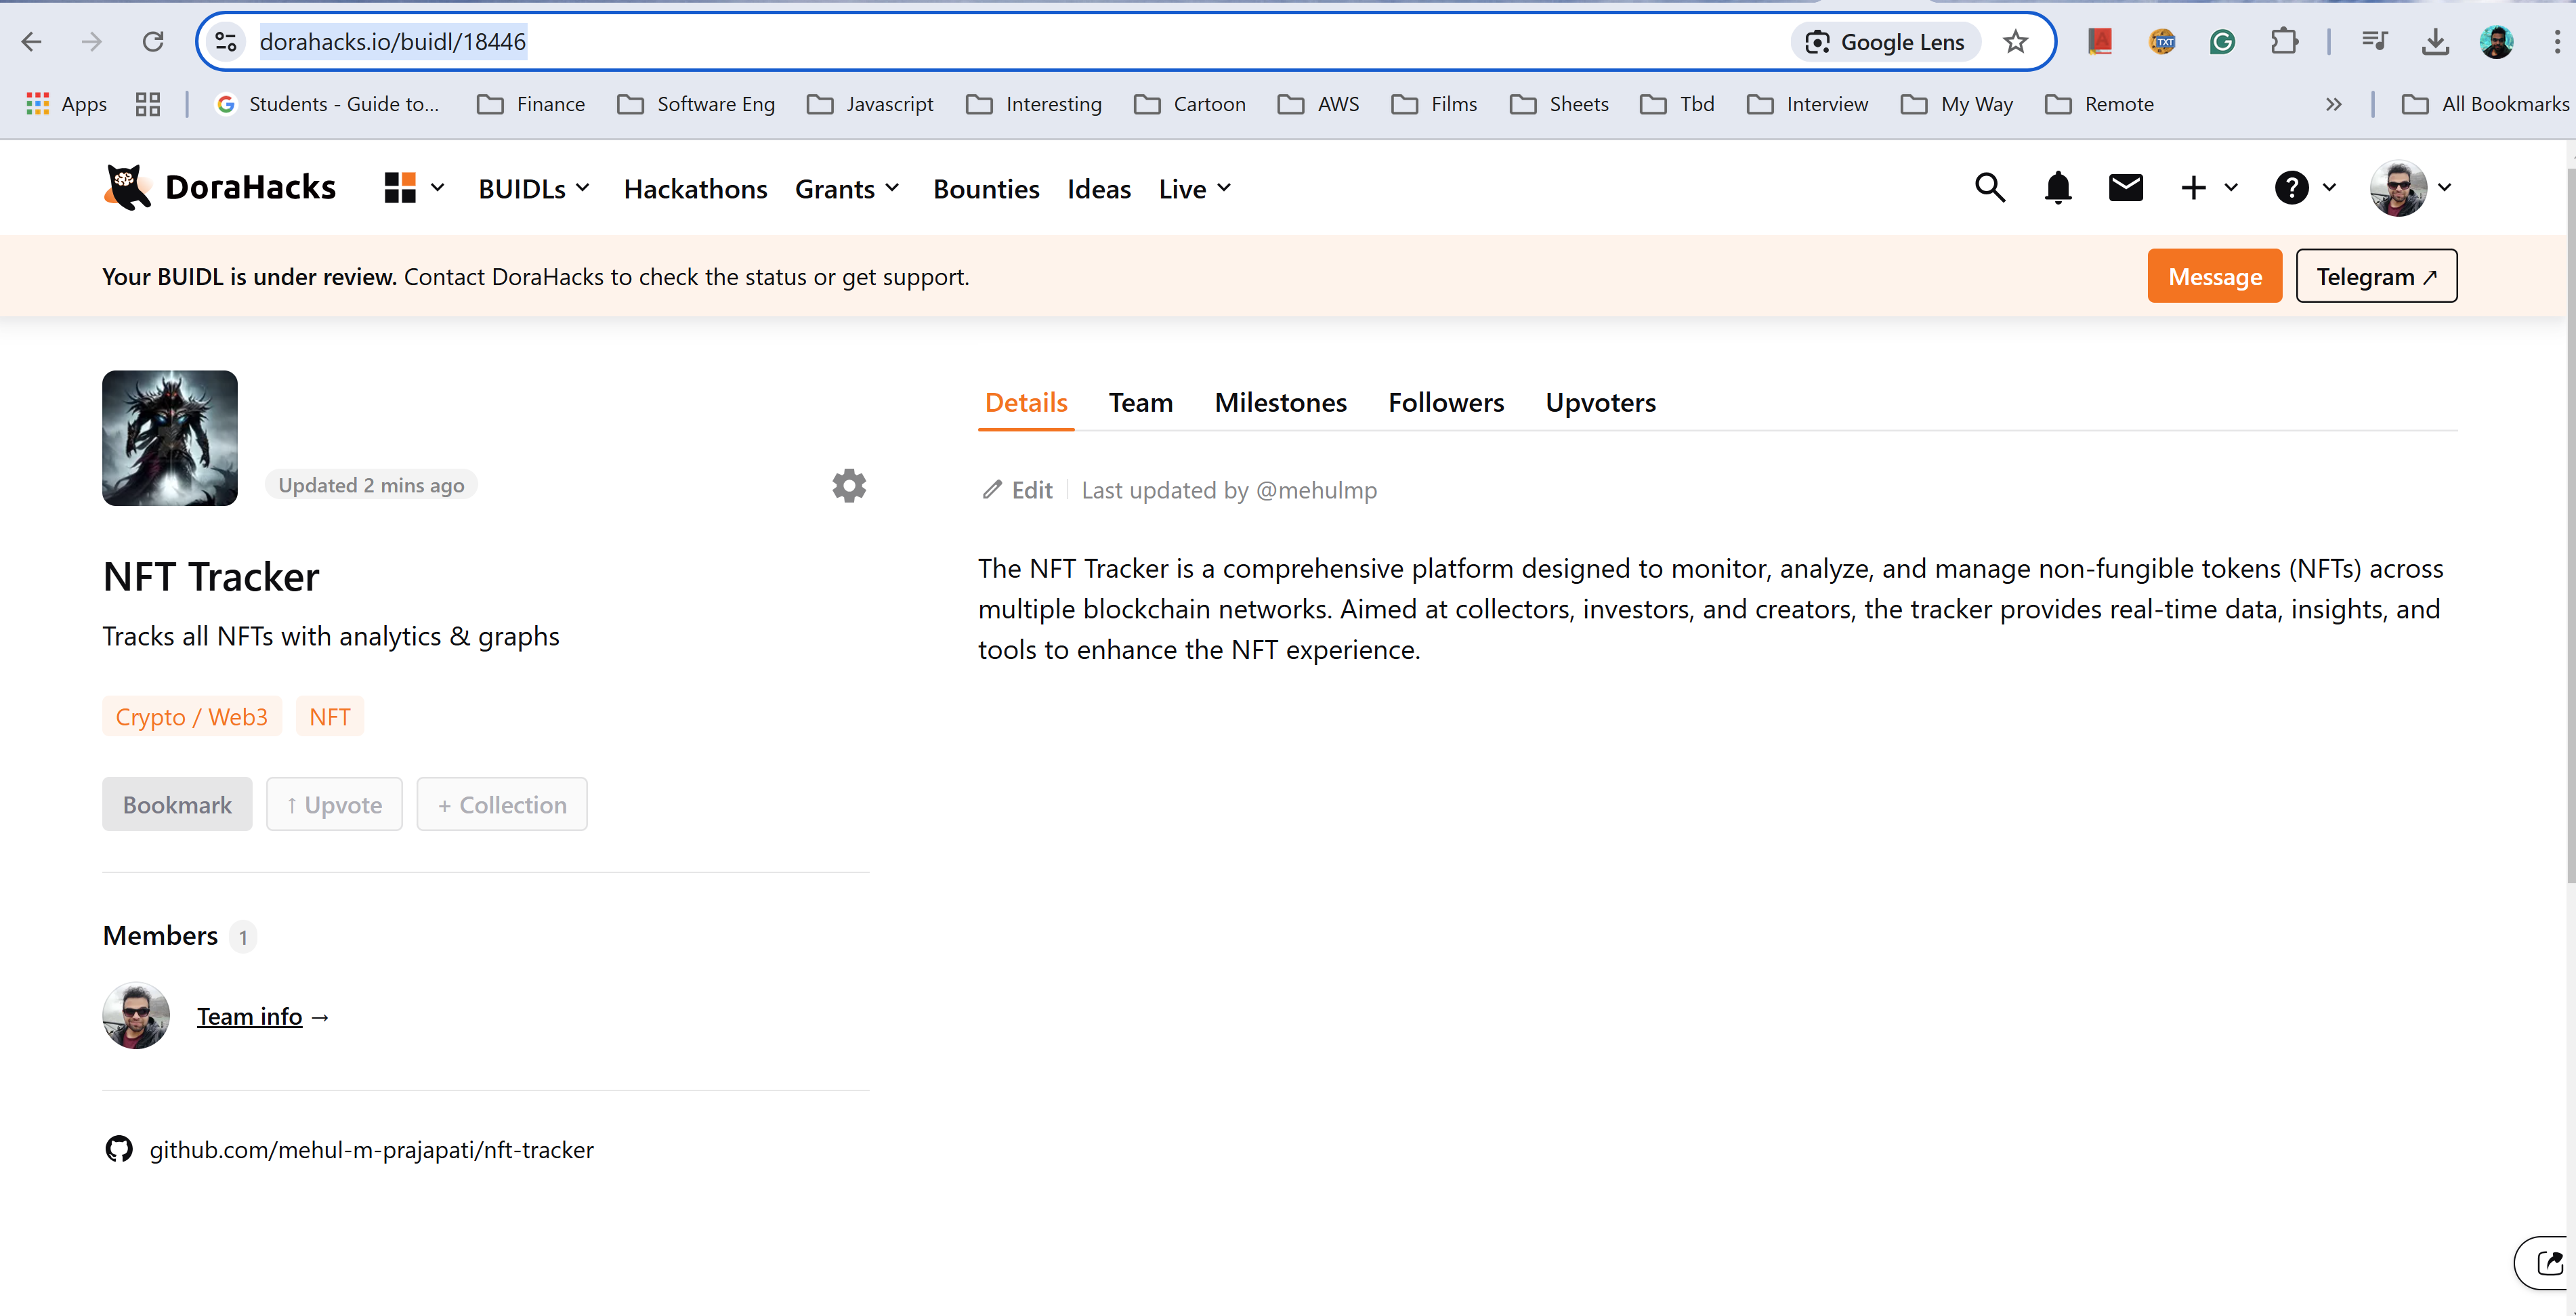 dorahacks.io/buidl/18446
Google Lens
TXT
Apps
Students - Guide to...
Finance
Software Eng
Javascript
Interesting
Cartoon
AWS
Films
Sheets
Tbd
Interview
My Way
Remote
All Bookmarks
DoraHacks
BUIDLs
Hackathons
Grants
Bounties
Ideas
Live
Your BUIDL is under review. Contact DoraHacks to check the status or get support.
Message
Telegram ↗
Updated 2 mins ago
NFT Tracker
Tracks all NFTs with analytics & graphs
Crypto / Web3
NFT
Bookmark
↑ Upvote
+ Collection
Members 1
Team info →
github.com/mehul-m-prajapati/nft-tracker
Details
Team
Milestones
Followers
Upvoters
Edit
Last updated by @mehulmp
The NFT Tracker is a comprehensive platform designed to monitor, analyze, and manage non-fungible tokens (NFTs) across
multiple blockchain networks. Aimed at collectors, investors, and creators, the tracker provides real-time data, insights, and
tools to enhance the NFT experience.